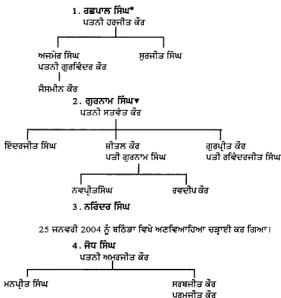 1. ਰਛਪਾਲ ਸਿੰਘ*
ਪਤਨੀ ਹਰਜੀਤ ਕੌਰ
ਅਜਮੇਰ ਸਿੰਘ
ਪਤਨੀ ਗੁਰਵਿੰਦਰ ਕੌਰ
ਸੁਰਜੀਤ ਸਿੰਘ
ਜੈਸਮੀਨ ਕੌਰ
2. ਗੁਰਨਾਮ ਸਿੰਘ▾
ਪਤਨੀ ਸਤਵੰਤ ਕੌਰ
ਇੰਦਰਜੀਤ ਸਿੰਘ
ਸ਼ੀਤਲ ਕੌਰ
ਪਤੀ ਗੁਰਨਾਮ ਸਿੰਘ
ਗੁਰਪ੍ਰੀਤ ਕੌਰ
ਪਤੀ ਰਵਿੰਦਰਜੀਤ ਸਿੰਘ
ਨਵਪ੍ਰੀਤਸਿੰਘ
ਰਵਦੀਪ ਕੌਰ
3. ਨਰਿੰਦਰ ਸਿੰਘ
25 ਜਨਵਰੀ 2004 ਨੂੰ ਬਠਿੰਡਾ ਵਿਖੇ ਅਣਵਿਆਹਿਆ ਚੜ੍ਹਾਈ ਕਰ ਗਿਆ।
4. ਜੋਧ ਸਿੰਘ
ਪਤਨੀ ਅਮਰਜੀਤ ਕੌਰ
ਮਨਪ੍ਰੀਤ ਸਿੰਘ
ਸਰਬਜੀਤ ਕੌਰ
ਪਰਮਜੀਤ ਕੌਰ